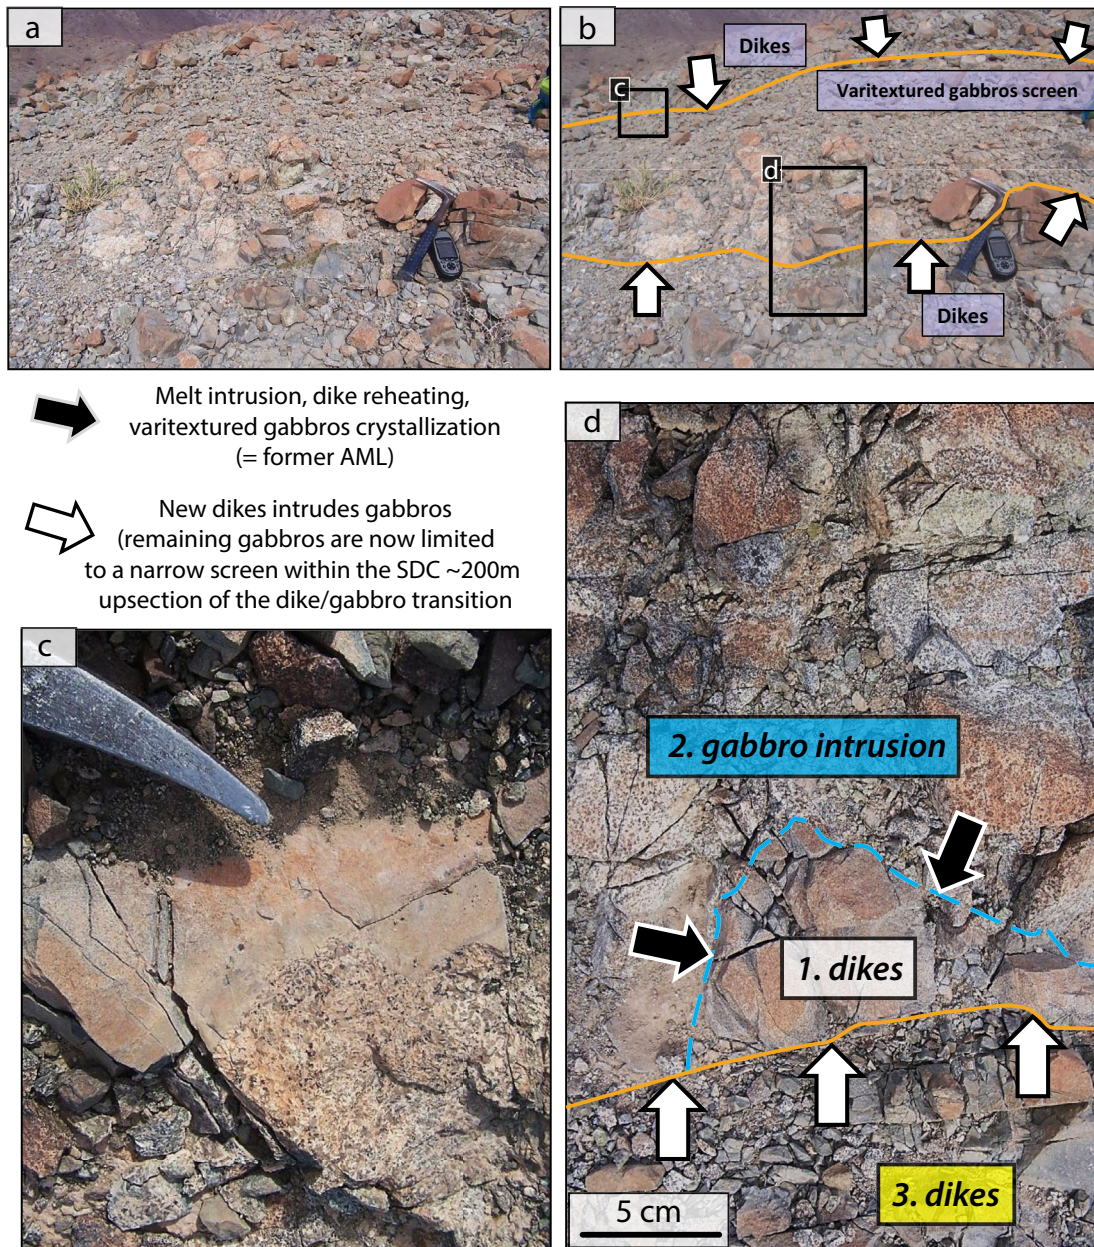 a
b
Dikes
c
Varitextured gabbros screen
d
Dikes
Melt intrusion, dike reheating,
varitextured gabbros crystallization
(= former AML)
New dikes intrudes gabbros
(remaining gabbros are now limited
to a narrow screen within the SDC ~200m
upsection of the dike/gabbro transition
c
d
2. gabbro intrusion
1. dikes
3. dikes
5 cm